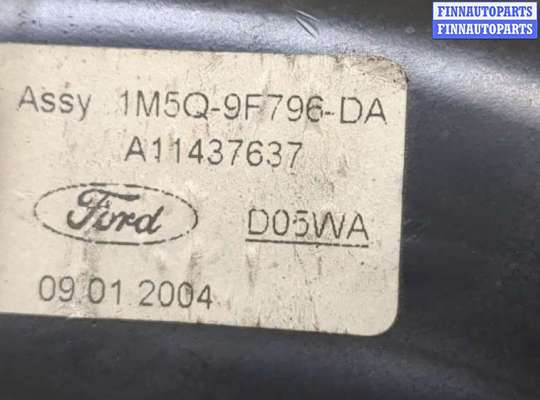 FINNAUTOPARTS
FINNAUTOPARTS
Assy 1M5Q-9F796-DA
A11437637
Ford
D05WA
09.01.2004